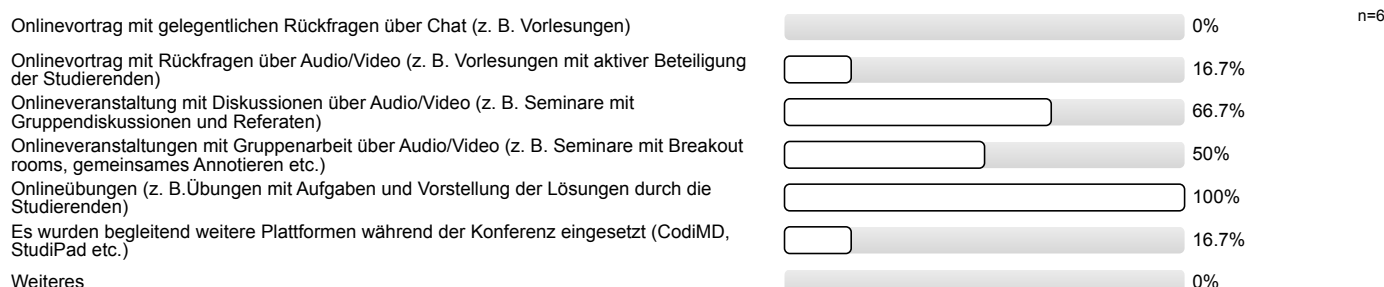 Onlinevortrag mit gelegentlichen Rückfragen über Chat (z. B. Vorlesungen) 0% n=6
Onlinevortrag mit Rückfragen über Audio/Video (z. B. Vorlesungen mit aktiver Beteiligung
der Studierenden) 16.7%
Onlineveranstaltung mit Diskussionen über Audio/Video (z. B. Seminare mit
Gruppendiskussionen und Referaten) 66.7%
Onlineveranstaltungen mit Gruppenarbeit über Audio/Video (z. B. Seminare mit Breakout
rooms, gemeinsames Annotieren etc.) 50%
Onlineübungen (z. B.Übungen mit Aufgaben und Vorstellung der Lösungen durch die
Studierenden) 100%
Es wurden begleitend weitere Plattformen während der Konferenz eingesetzt (CodiMD,
StudiPad etc.) 16.7%
Weiteres 0%